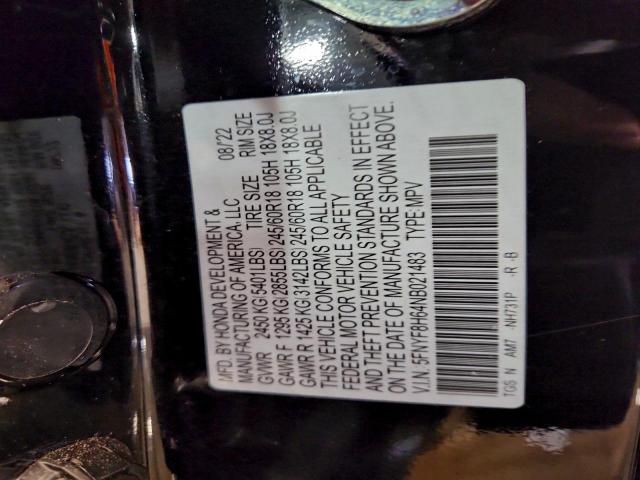 MFD. BY HONDA DEVELOPMENT &
MANUFACTURING OF AMERICA, LLC 08/22
GVWR 2450 KG 5401LBS TIRE SIZE RIM SIZE
GAWR F 1295 KG/2855LBS 245/60R18 105H 18X8.0J
GAWR R 1425 KG/3142LBS 245/60R18 105H 18X8.0J
THIS VEHICLE CONFORMS TO ALL APPLICABLE
FEDERAL MOTOR VEHICLE SAFETY
AND THEFT PREVENTION STANDARDS IN EFFECT
ON THE DATE OF MANUFACTURE SHOWN ABOVE.
V.I.N. 5FNYF8H64NB021483 TYPE-MPV
TGS N AM7 NH731P -R -B